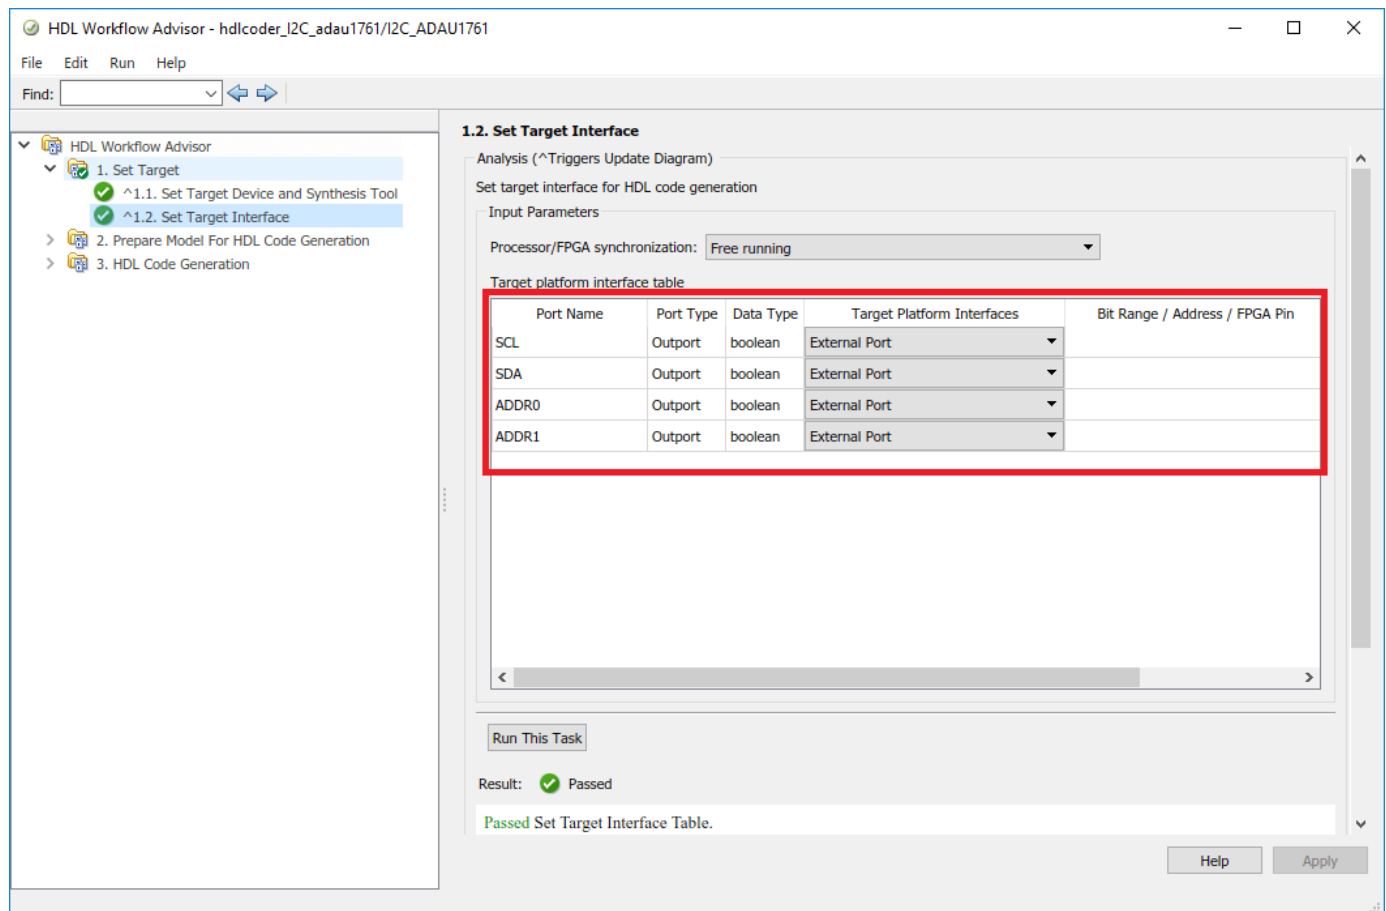 HDL Workflow Advisor - hdlcoder_I2C_adau1761/I2C_ADAU1761
File Edit Run Help
Find:
HDL Workflow Advisor
1. Set Target
^1.1. Set Target Device and Synthesis Tool
^1.2. Set Target Interface
2. Prepare Model For HDL Code Generation
3. HDL Code Generation
1.2. Set Target Interface
Analysis (^Triggers Update Diagram)
Set target interface for HDL code generation
Input Parameters
Processor/FPGA synchronization: Free running
Target platform interface table
Port Name Port Type Data Type Target Platform Interfaces Bit Range / Address / FPGA Pin
SCL Outport boolean External Port
SDA Outport boolean External Port
ADDR0 Outport boolean External Port
ADDR1 Outport boolean External Port
Run This Task
Result: Passed
Passed Set Target Interface Table.
Help Apply